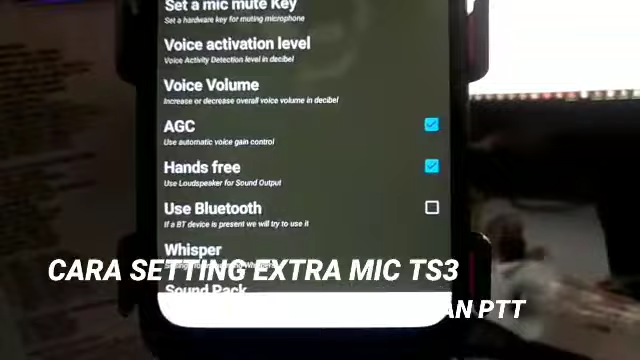 Set a mic mute Key
Set a hardware key for muting microphone
Voice activation level
Voice Activity Detection level in decibel
Voice Volume
Increase or decrease overall voice volume in decibel
AGC
Use automatic voice gain control
Hands free
Use Loudspeaker for Sound Output
Use Bluetooth
If a BT device is present we will try to use it
Whisper
CARA SETTING EXTRA MIC TS3
Sound Pack
AN PTT